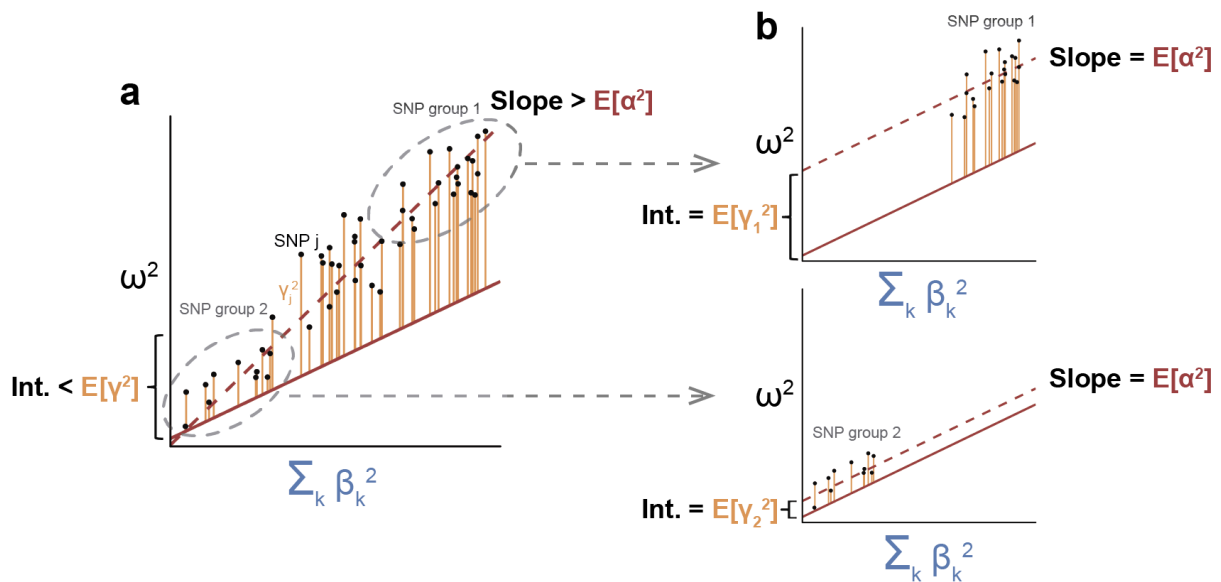 a
SNP group 1
Slope > E[α²]
SNP j
ω²
γⱼ²
SNP group 2
Int. < E[γ²]
Σₖ βₖ²
b
SNP group 1
Slope = E[α²]
ω²
Int. = E[γ₁²]
Σₖ βₖ²
Slope = E[α²]
ω²
SNP group 2
Int. = E[γ₂²]
Σₖ βₖ²